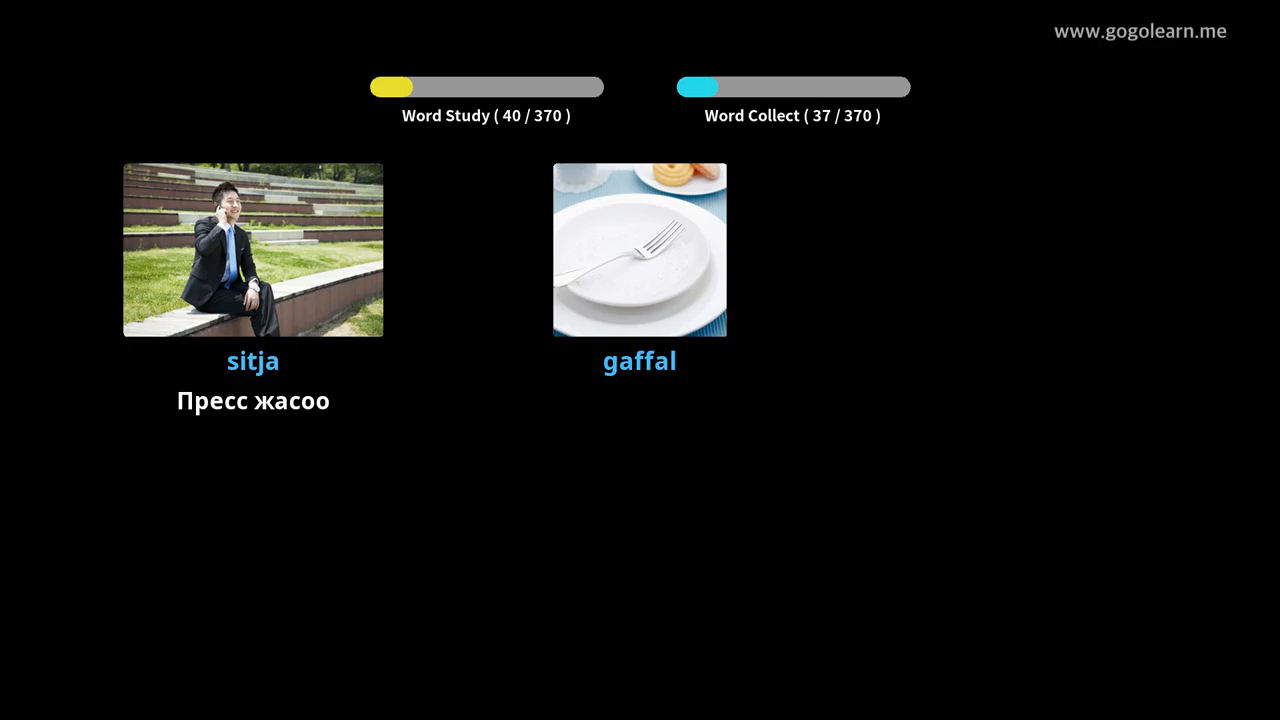 www.gogolearn.me
Word Study ( 40 / 370 )
Word Collect ( 37 / 370 )
sitja
Пресс жасоо
gaffal